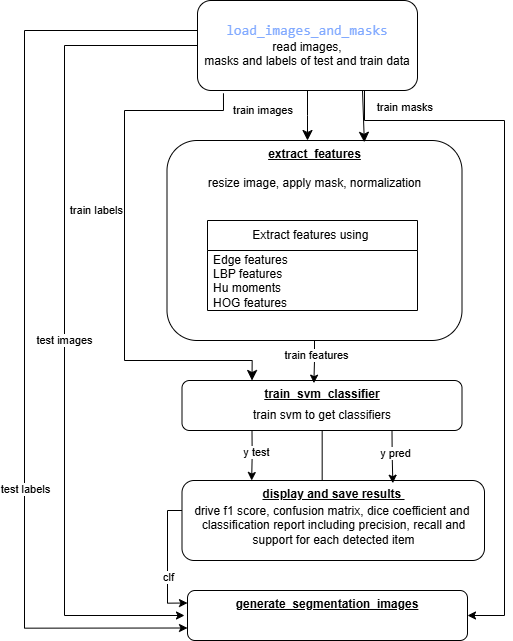 load_images_and_masks
read images,
masks and labels of test and train data
train images
train masks
extract_features
resize image, apply mask, normalization
train labels
Extract features using
Edge features
LBP features
Hu moments
HOG features
test images
train features
train_svm_classifier
train svm to get classifiers
y test
y pred
test labels
display and save results
drive f1 score, confusion matrix, dice coefficient and
classification report including precision, recall and
support for each detected item
clf
generate_segmentation_images